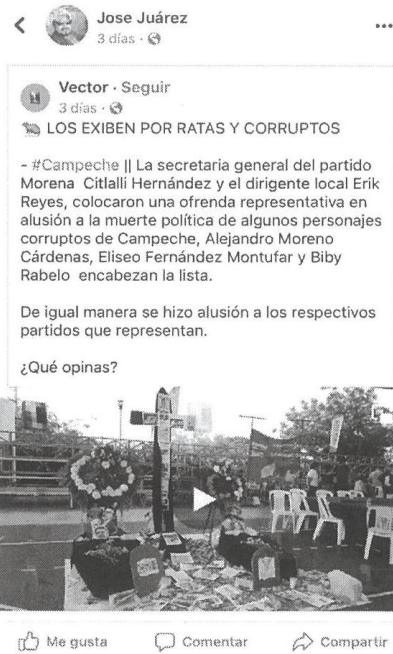 Jose Juárez
3 días ·
Vector · Seguir
3 días ·
LOS EXIBEN POR RATAS Y CORRUPTOS
- #Campeche || La secretaria general del partido
Morena Citlalli Hernández y el dirigente local Erik
Reyes, colocaron una ofrenda representativa en
alusión a la muerte política de algunos personajes
corruptos de Campeche, Alejandro Moreno
Cárdenas, Eliseo Fernández Montufar y Biby
Rabelo encabezan la lista.
De igual manera se hizo alusión a los respectivos
partidos que representan.
¿Qué opinas?
Me gusta Comentar Compartir